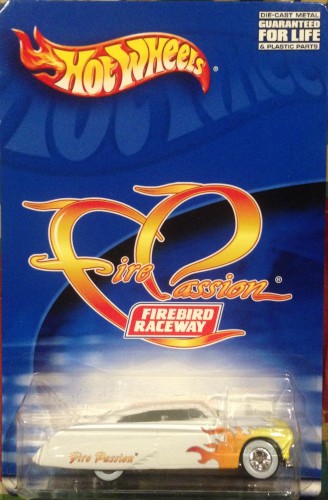 HOT WHEELS®
DIE-CAST METAL
GUARANTEED
FOR LIFE
& PLASTIC PARTS
Fire Passion®
FIREBIRD
RACEWAY
Fire Passion